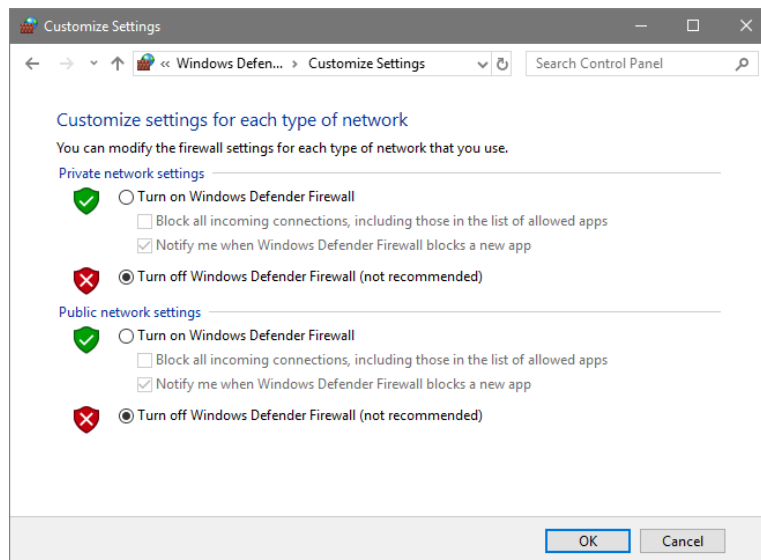 Customize Settings
« Windows Defen... › Customize Settings
Search Control Panel
Customize settings for each type of network
You can modify the firewall settings for each type of network that you use.
Private network settings
Turn on Windows Defender Firewall
Block all incoming connections, including those in the list of allowed apps
Notify me when Windows Defender Firewall blocks a new app
Turn off Windows Defender Firewall (not recommended)
Public network settings
Turn on Windows Defender Firewall
Block all incoming connections, including those in the list of allowed apps
Notify me when Windows Defender Firewall blocks a new app
Turn off Windows Defender Firewall (not recommended)
OK
Cancel